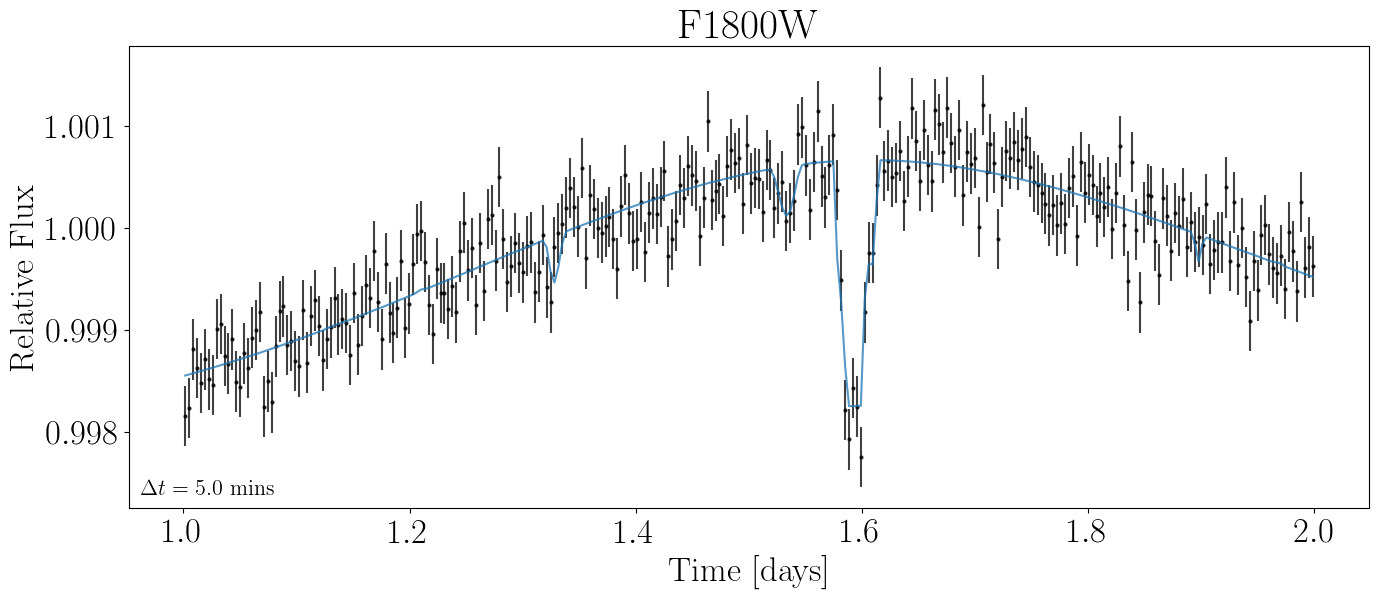 F1800W
Relative Flux
1.001
1.000
0.999
0.998
Δt = 5.0 mins
1.0 1.2 1.4 1.6 1.8 2.0
Time [days]